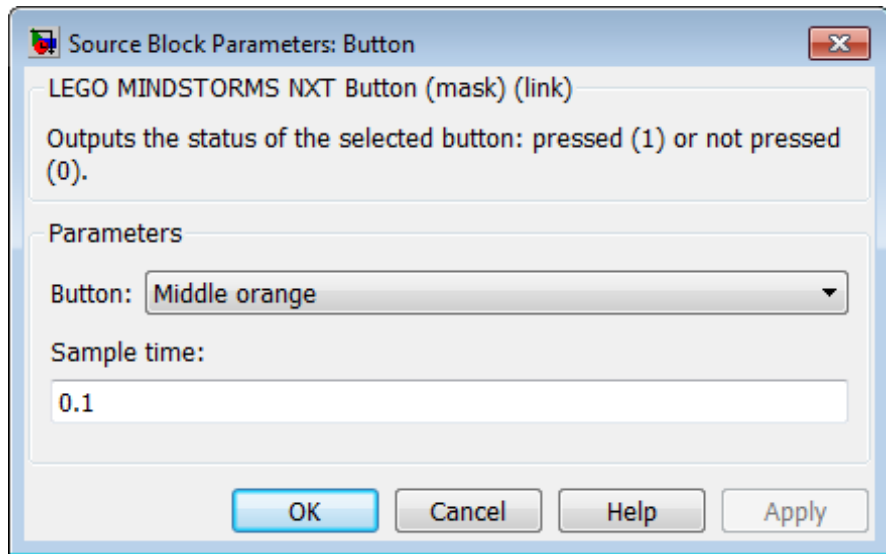 Source Block Parameters: Button
LEGO MINDSTORMS NXT Button (mask) (link)
Outputs the status of the selected button: pressed (1) or not pressed
(0).
Parameters
Button: Middle orange
Sample time:
0.1
OK Cancel Help Apply